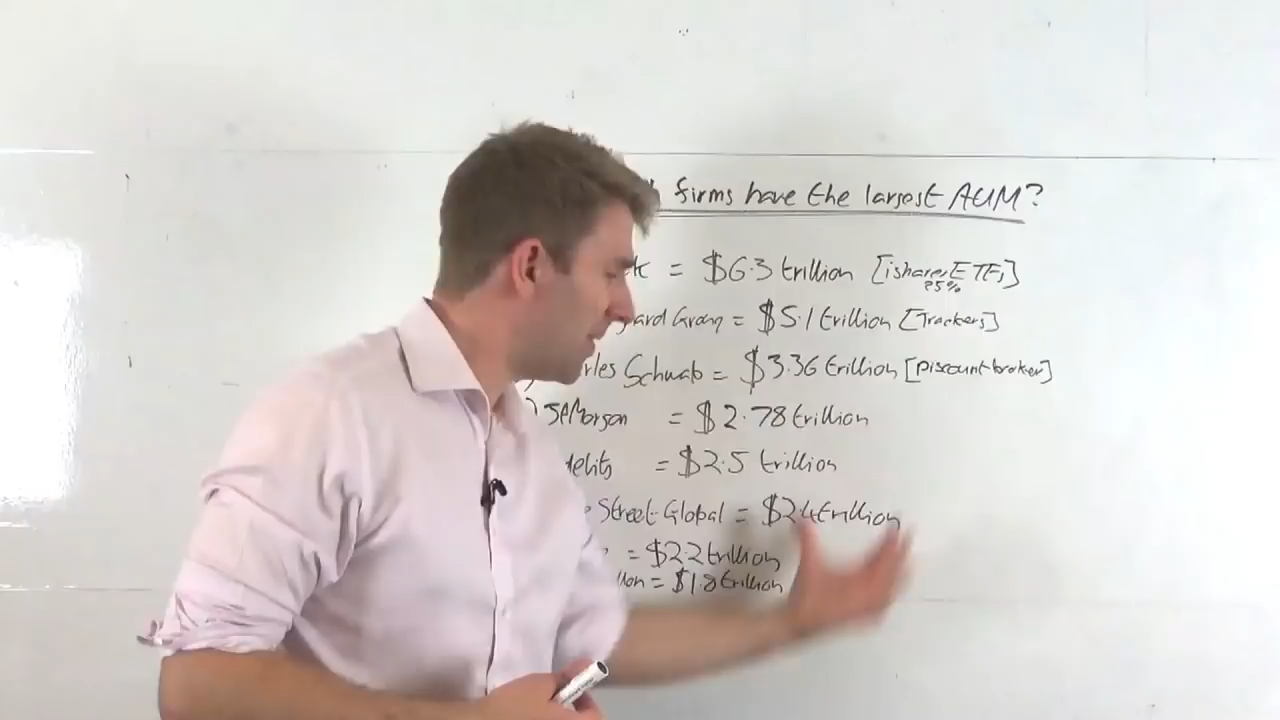 firms have the largest AUM?
= $6.3 trillion [ishares ETFs]
25%
Group = $5.1 trillion [Trackers]
Schwab = $3.36 trillion [Discount broker]
) JPMorgan = $2.78 trillion
= $2.5 trillion
Street Global = $2.4 trillion
= $2.2 trillion
= $1.8 trillion